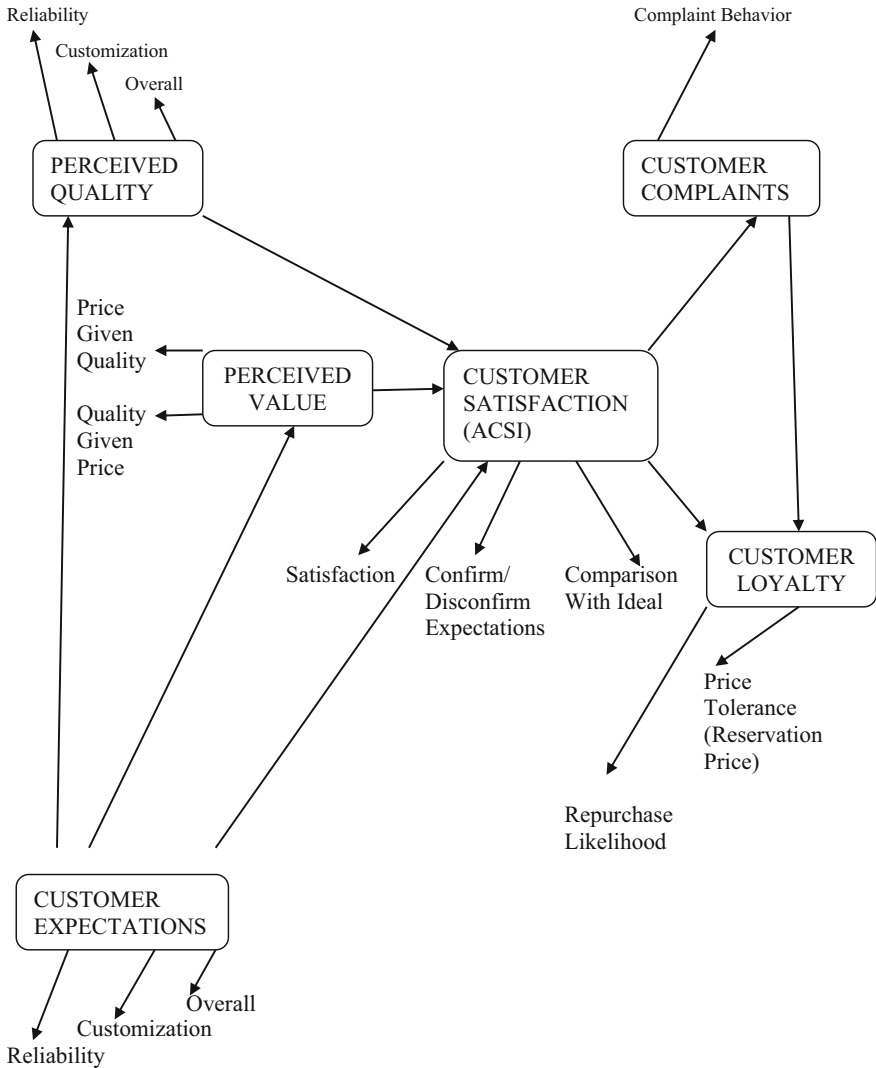 Reliability
Complaint Behavior
Customization
Overall
PERCEIVED
QUALITY
CUSTOMER
COMPLAINTS
Price
Given
Quality
PERCEIVED
VALUE
CUSTOMER
SATISFACTION
(ACSI)
Quality
Given
Price
Satisfaction
Confirm/
Disconfirm
Expectations
Comparison
With Ideal
CUSTOMER
LOYALTY
Price
Tolerance
(Reservation
Price)
Repurchase
Likelihood
CUSTOMER
EXPECTATIONS
Overall
Customization
Reliability